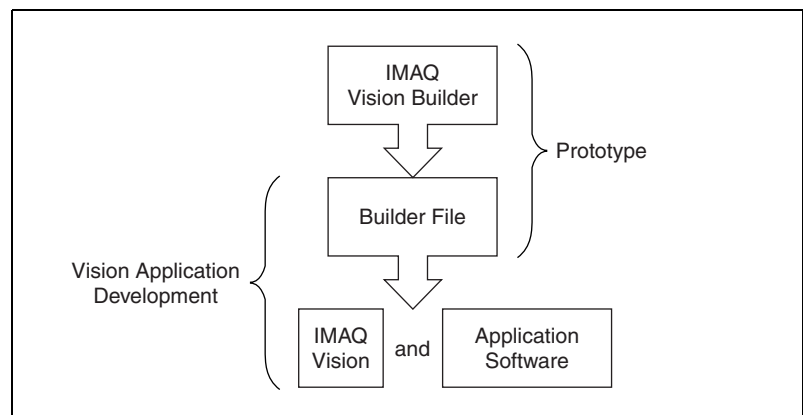 IMAQ
Vision Builder
Prototype
Builder File
Vision Application
Development
IMAQ
Vision
and
Application
Software